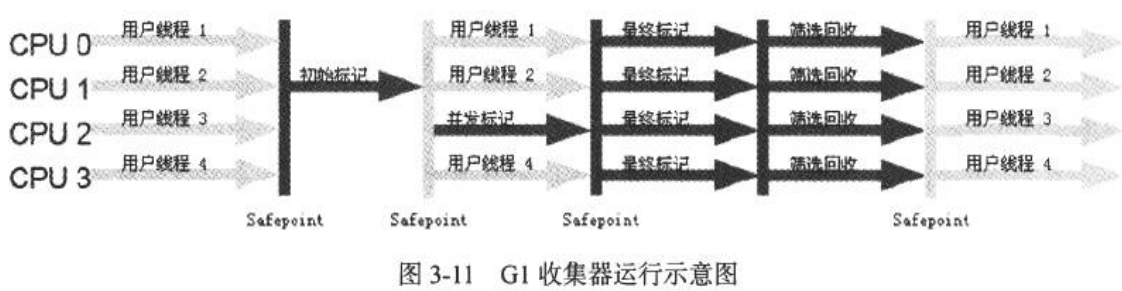 CPU 0 用户线程 1 用户线程 1 最终标记 筛选回收 用户线程 1
CPU 1 用户线程 2 初始标记 用户线程 2 最终标记 筛选回收 用户线程 2
CPU 2 用户线程 3 并发标记 最终标记 筛选回收 用户线程 3
CPU 3 用户线程 4 用户线程 4 最终标记 筛选回收 用户线程 4
Safepoint Safepoint Safepoint Safepoint
图 3-11 G1 收集器运行示意图